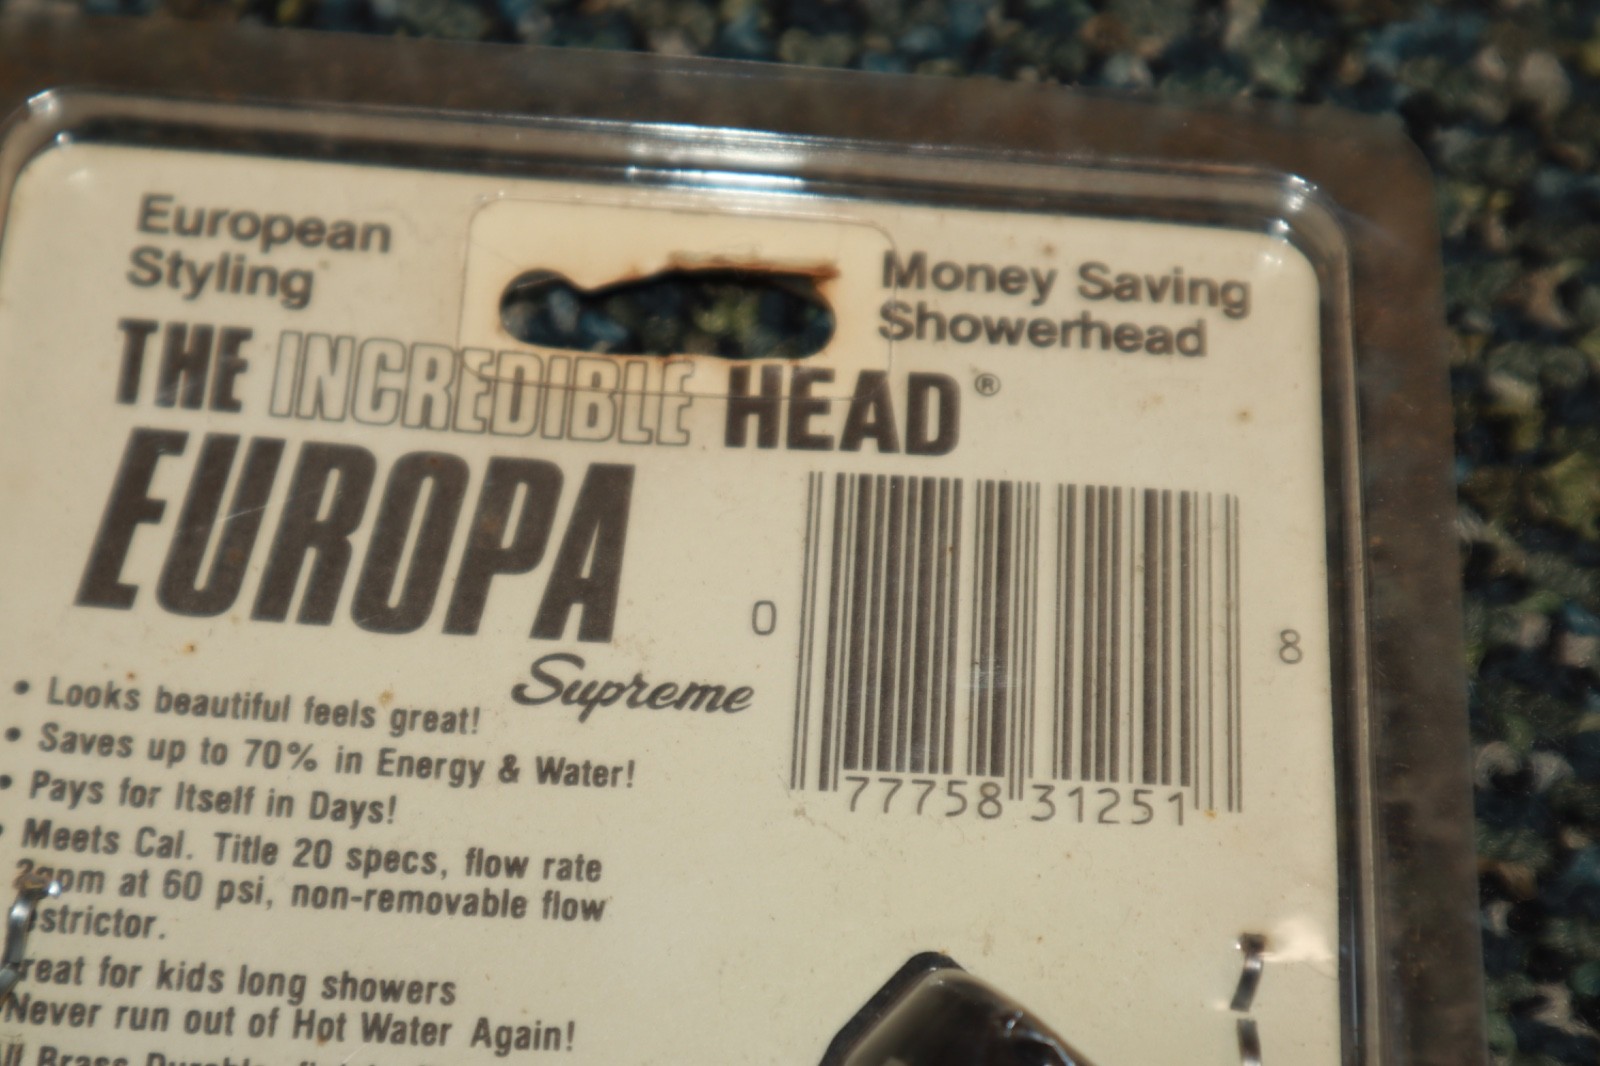 European
Styling
Money Saving
Showerhead
THE INCREDIBLE HEAD®
EUROPA
Supreme
0
8
77758 31251
• Looks beautiful feels great!
• Saves up to 70% in Energy & Water!
• Pays for Itself in Days!
• Meets Cal. Title 20 specs, flow rate
at 60 psi, non-removable flow
for kids long showers
Never run out of Hot Water Again!
Brass